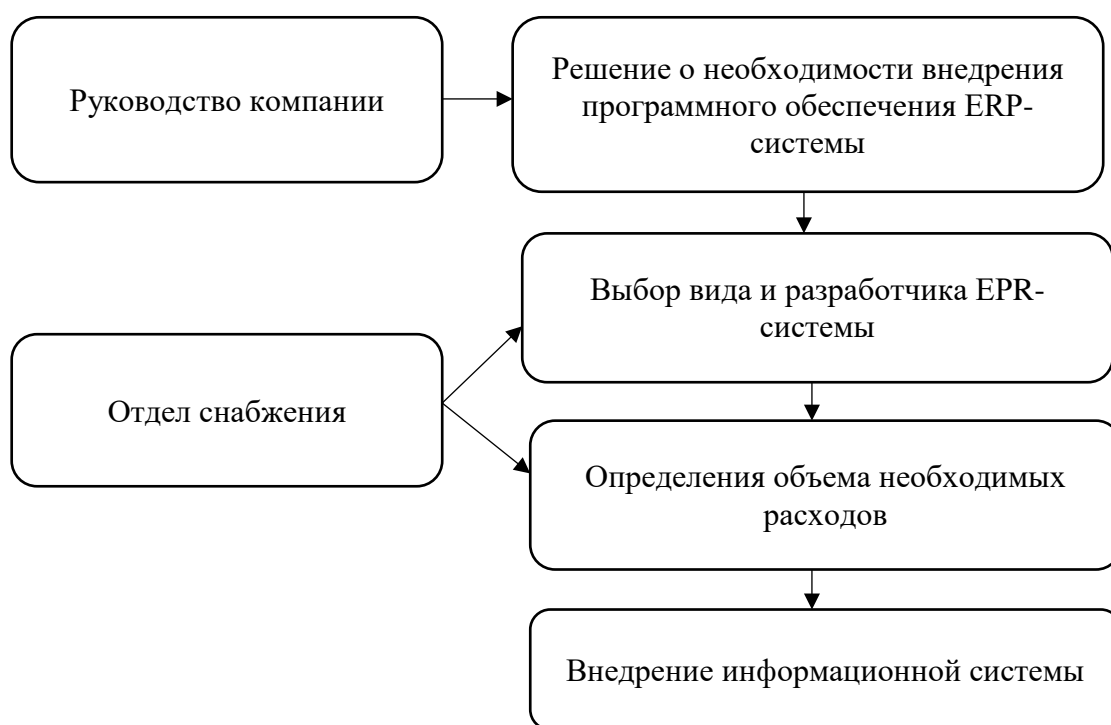 Руководство компании
Решение о необходимости внедрения
программного обеспечения ERP-
системы
Выбор вида и разработчика EPR-
системы
Отдел снабжения
Определения объема необходимых
расходов
Внедрение информационной системы